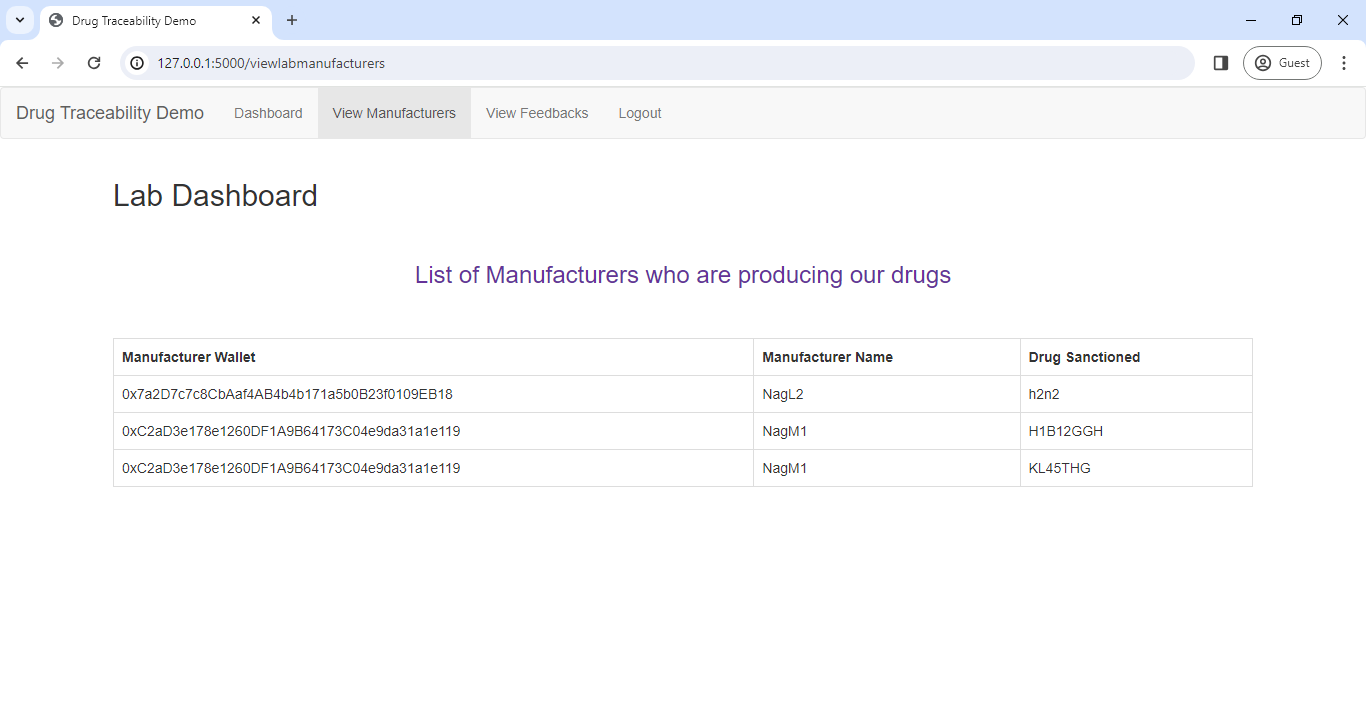 Drug Traceability Demo
127.0.0.1:5000/viewlabmanufacturers
Guest
Drug Traceability Demo Dashboard View Manufacturers View Feedbacks Logout
Lab Dashboard
List of Manufacturers who are producing our drugs
Manufacturer Wallet Manufacturer Name Drug Sanctioned
0x7a2D7c7c8CbAaf4AB4b4b171a5b0B23f0109EB18 NagL2 h2n2
0xC2aD3e178e1260DF1A9B64173C04e9da31a1e119 NagM1 H1B12GGH
0xC2aD3e178e1260DF1A9B64173C04e9da31a1e119 NagM1 KL45THG